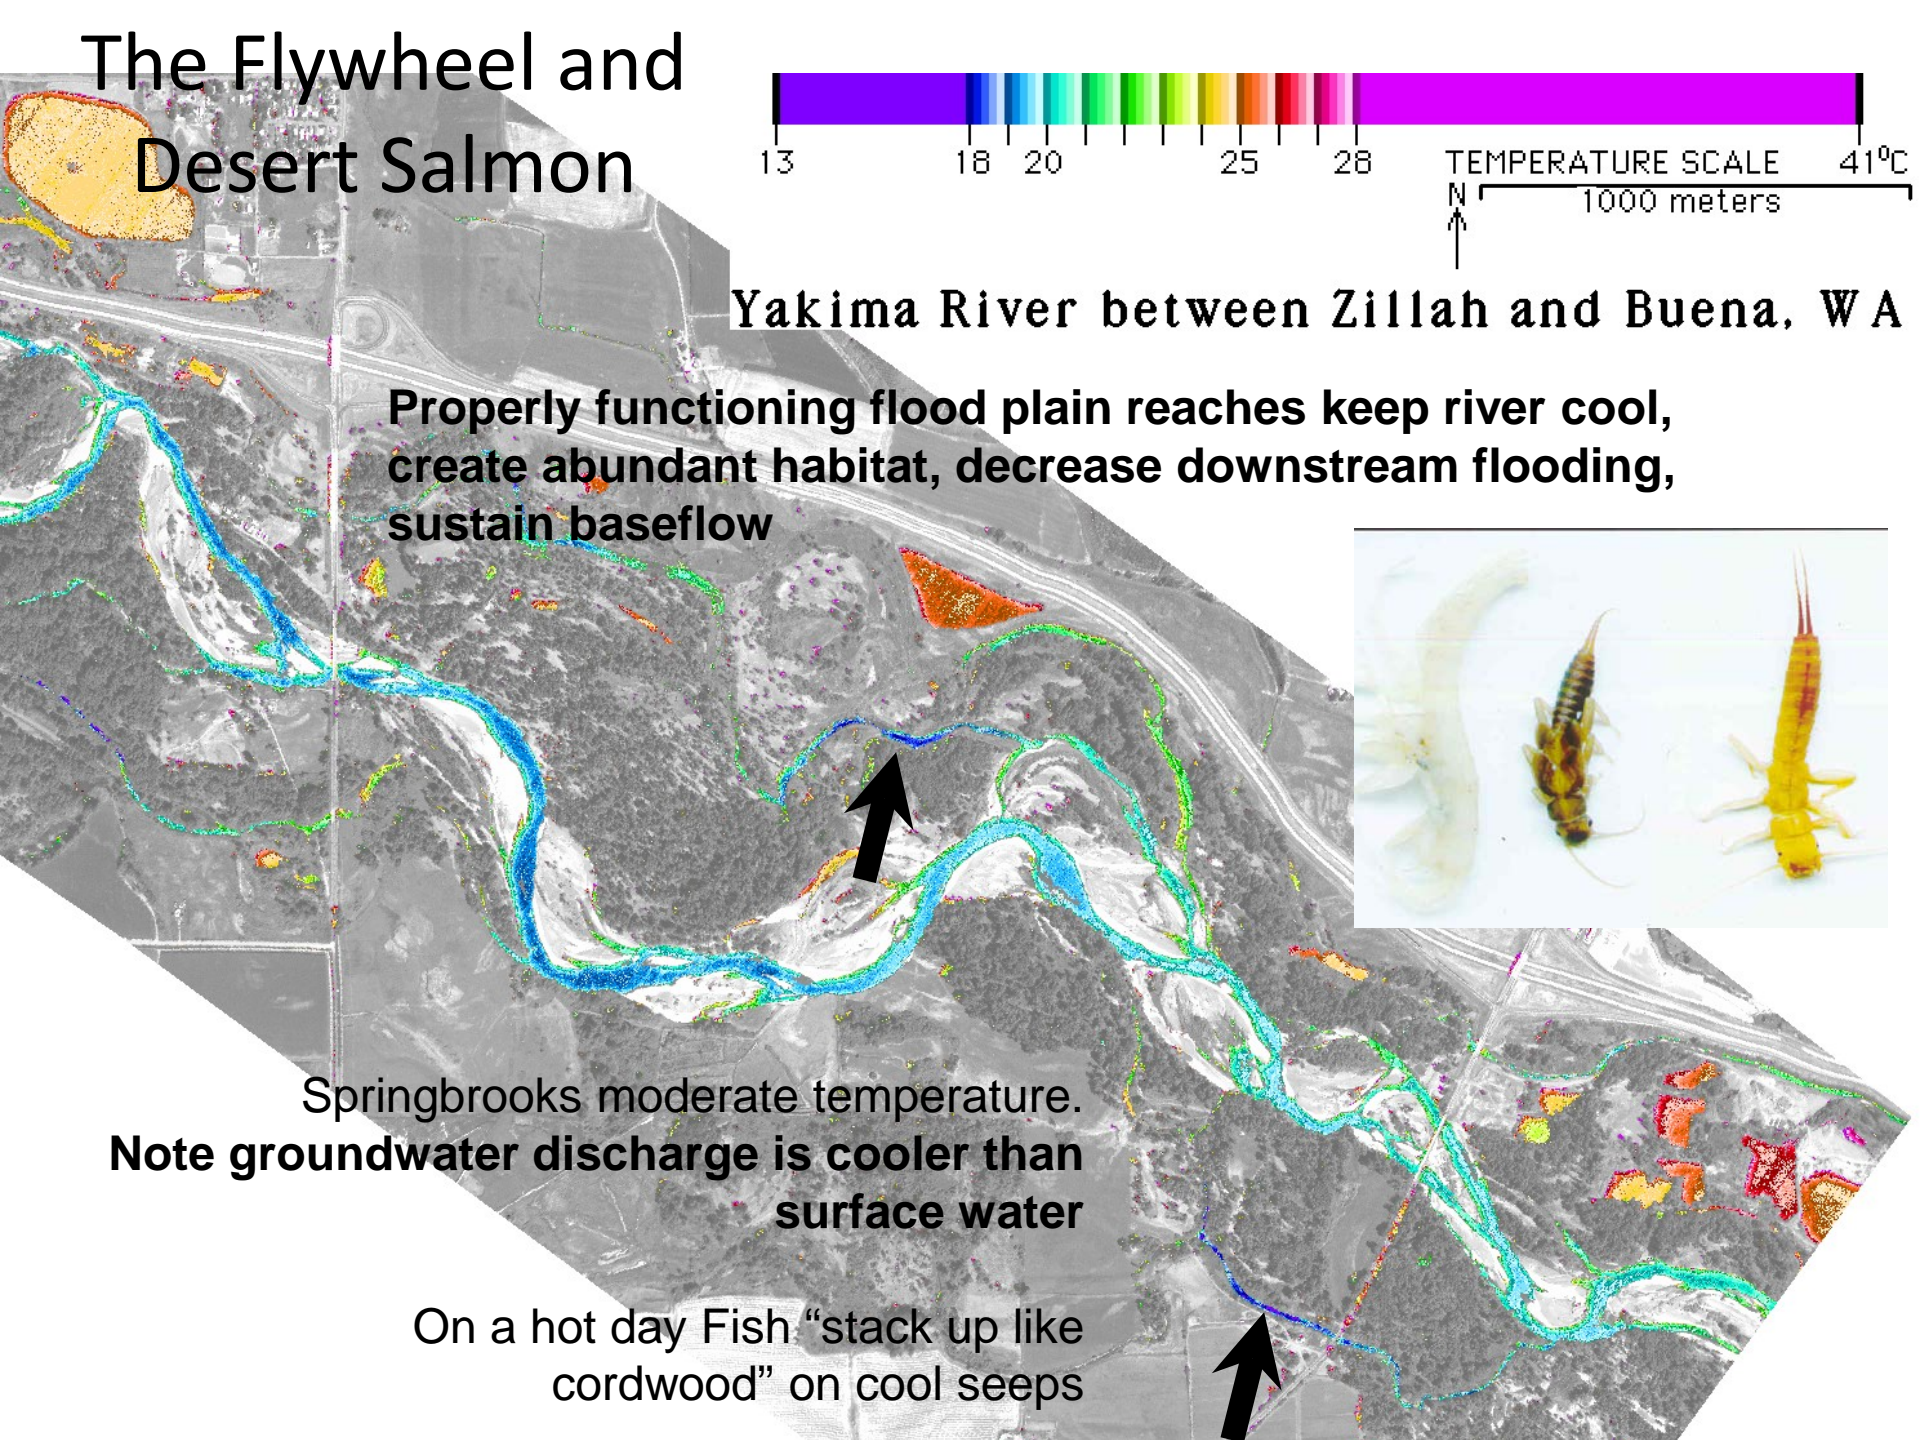 The Flywheel and
Desert Salmon
13 18 20 25 28 TEMPERATURE SCALE 41⁰C
N 1000 meters
Yakima River between Zillah and Buena, WA
Properly functioning flood plain reaches keep river cool,
create abundant habitat, decrease downstream flooding,
sustain baseflow
Springbrooks moderate temperature.
Note groundwater discharge is cooler than
surface water
On a hot day Fish “stack up like
cordwood” on cool seeps